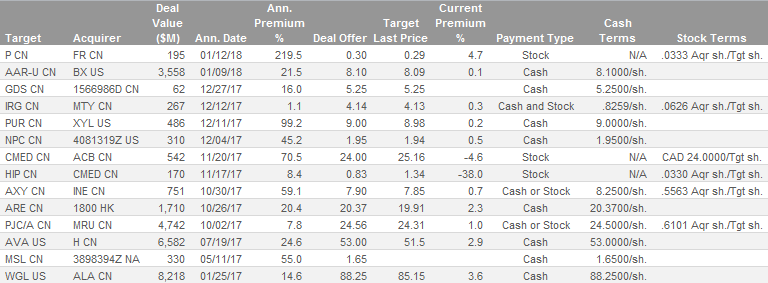 Target Acquirer Deal Value ($M) Ann. Date Ann. Premium % Deal Offer Target Last Price Current Premium % Payment Type Cash Terms Stock Terms
P CN FR CN 195 01/12/18 219.5 0.30 0.29 4.7 Stock N/A .0333 Aqr sh./Tgt sh.
AAR-U CN BX US 3,558 01/09/18 21.5 8.10 8.09 0.1 Cash 8.1000/sh.
GDS CN 1566986D CN 62 12/27/17 16.0 5.25 5.25 Cash 5.2500/sh.
IRG CN MTY CN 267 12/12/17 1.1 4.14 4.13 0.3 Cash and Stock .8259/sh. .0626 Aqr sh./Tgt sh.
PUR CN XYL US 486 12/11/17 99.2 9.00 8.98 0.2 Cash 9.0000/sh.
NPC CN 4081319Z US 310 12/04/17 45.2 1.95 1.94 0.5 Cash 1.9500/sh.
CMED CN ACB CN 542 11/20/17 70.5 24.00 25.16 -4.6 Stock N/A CAD 24.0000/Tgt sh.
HIP CN CMED CN 170 11/17/17 8.4 0.83 1.34 -38.0 Stock N/A .0330 Aqr sh./Tgt sh.
AXY CN INE CN 751 10/30/17 59.1 7.90 7.85 0.7 Cash or Stock 8.2500/sh. .5563 Aqr sh./Tgt sh.
ARE CN 1800 HK 1,710 10/26/17 20.4 20.37 19.91 2.3 Cash 20.3700/sh.
PJC/A CN MRU CN 4,742 10/02/17 7.8 24.56 24.31 1.0 Cash or Stock 24.5000/sh. .6101 Aqr sh./Tgt sh.
AVA US H CN 6,582 07/19/17 24.6 53.00 51.5 2.9 Cash 53.0000/sh.
MSL CN 3898394Z NA 330 05/11/17 55.0 1.65 Cash 1.6500/sh.
WGL US ALA CN 8,218 01/25/17 14.6 88.25 85.15 3.6 Cash 88.2500/sh.